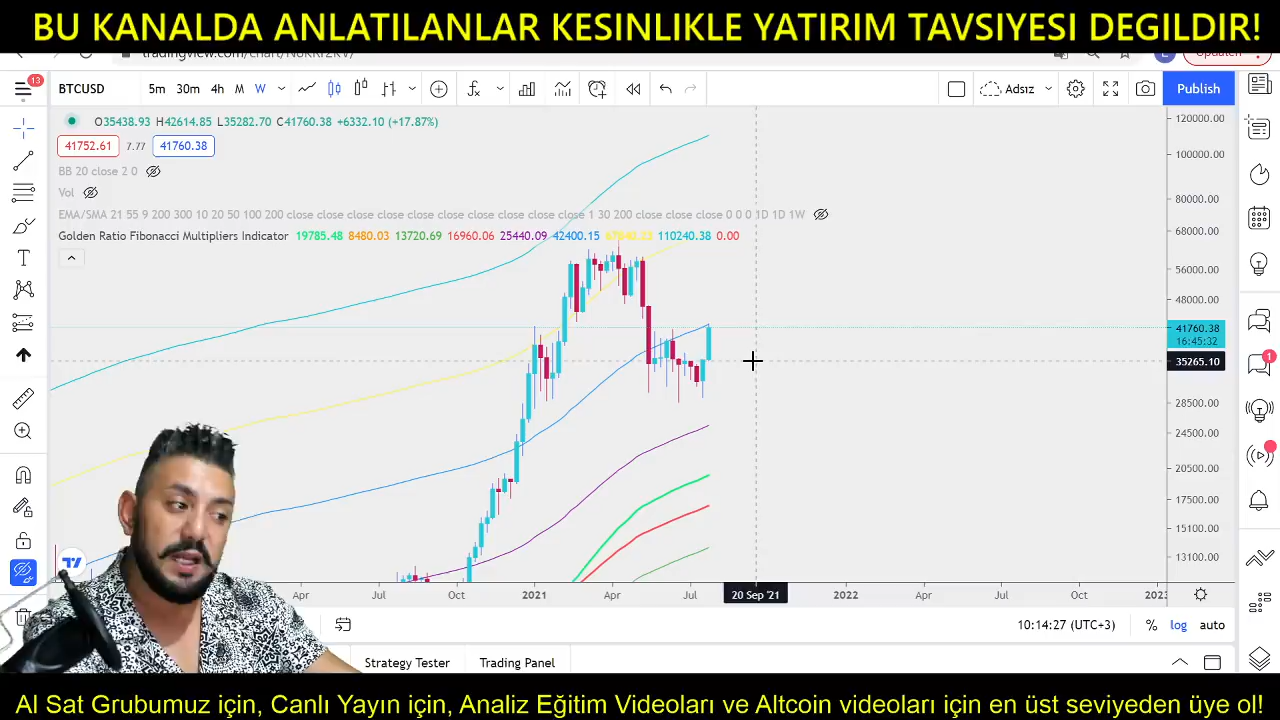 BU KANALDA ANLATILANLAR KESINLIKLE YATIRIM TAVSIYESI DEGILDIR!
13
BTCUSD 5m 30m 4h M W Adsız Publish
O35438.93 H42614.85 L35282.70 C41760.38 +6332.10 (+17.87%)
41752.61 7.77 41760.38
BB 20 close 2 0
Vol
EMA/SMA 21 55 9 200 300 10 20 50 100 200 close close close close close close close close close close close 1 30 200 close close close 0 0 0 1D 1D 1W
Golden Ratio Fibonacci Multipliers Indicator 19785.48 8480.03 13720.69 16960.06 25440.09 42400.15 110240.38 0.00
120000.00
100000.00
80000.00
68000.00
56000.00
48000.00
41760.38
16:45:32
35265.10
28500.00
24500.00
20500.00
17500.00
15100.00
13100.00
1
Apr Jul Oct 2021 Apr Jul 20 Sep '21 2022 Apr Jul Oct 2023
10:14:27 (UTC+3) % log auto
Strategy Tester Trading Panel
Al Sat Grubumuz için, Canlı Yayın için, Analiz Eğitim Videoları ve Altcoin videoları için en üst seviyeden üye ol!